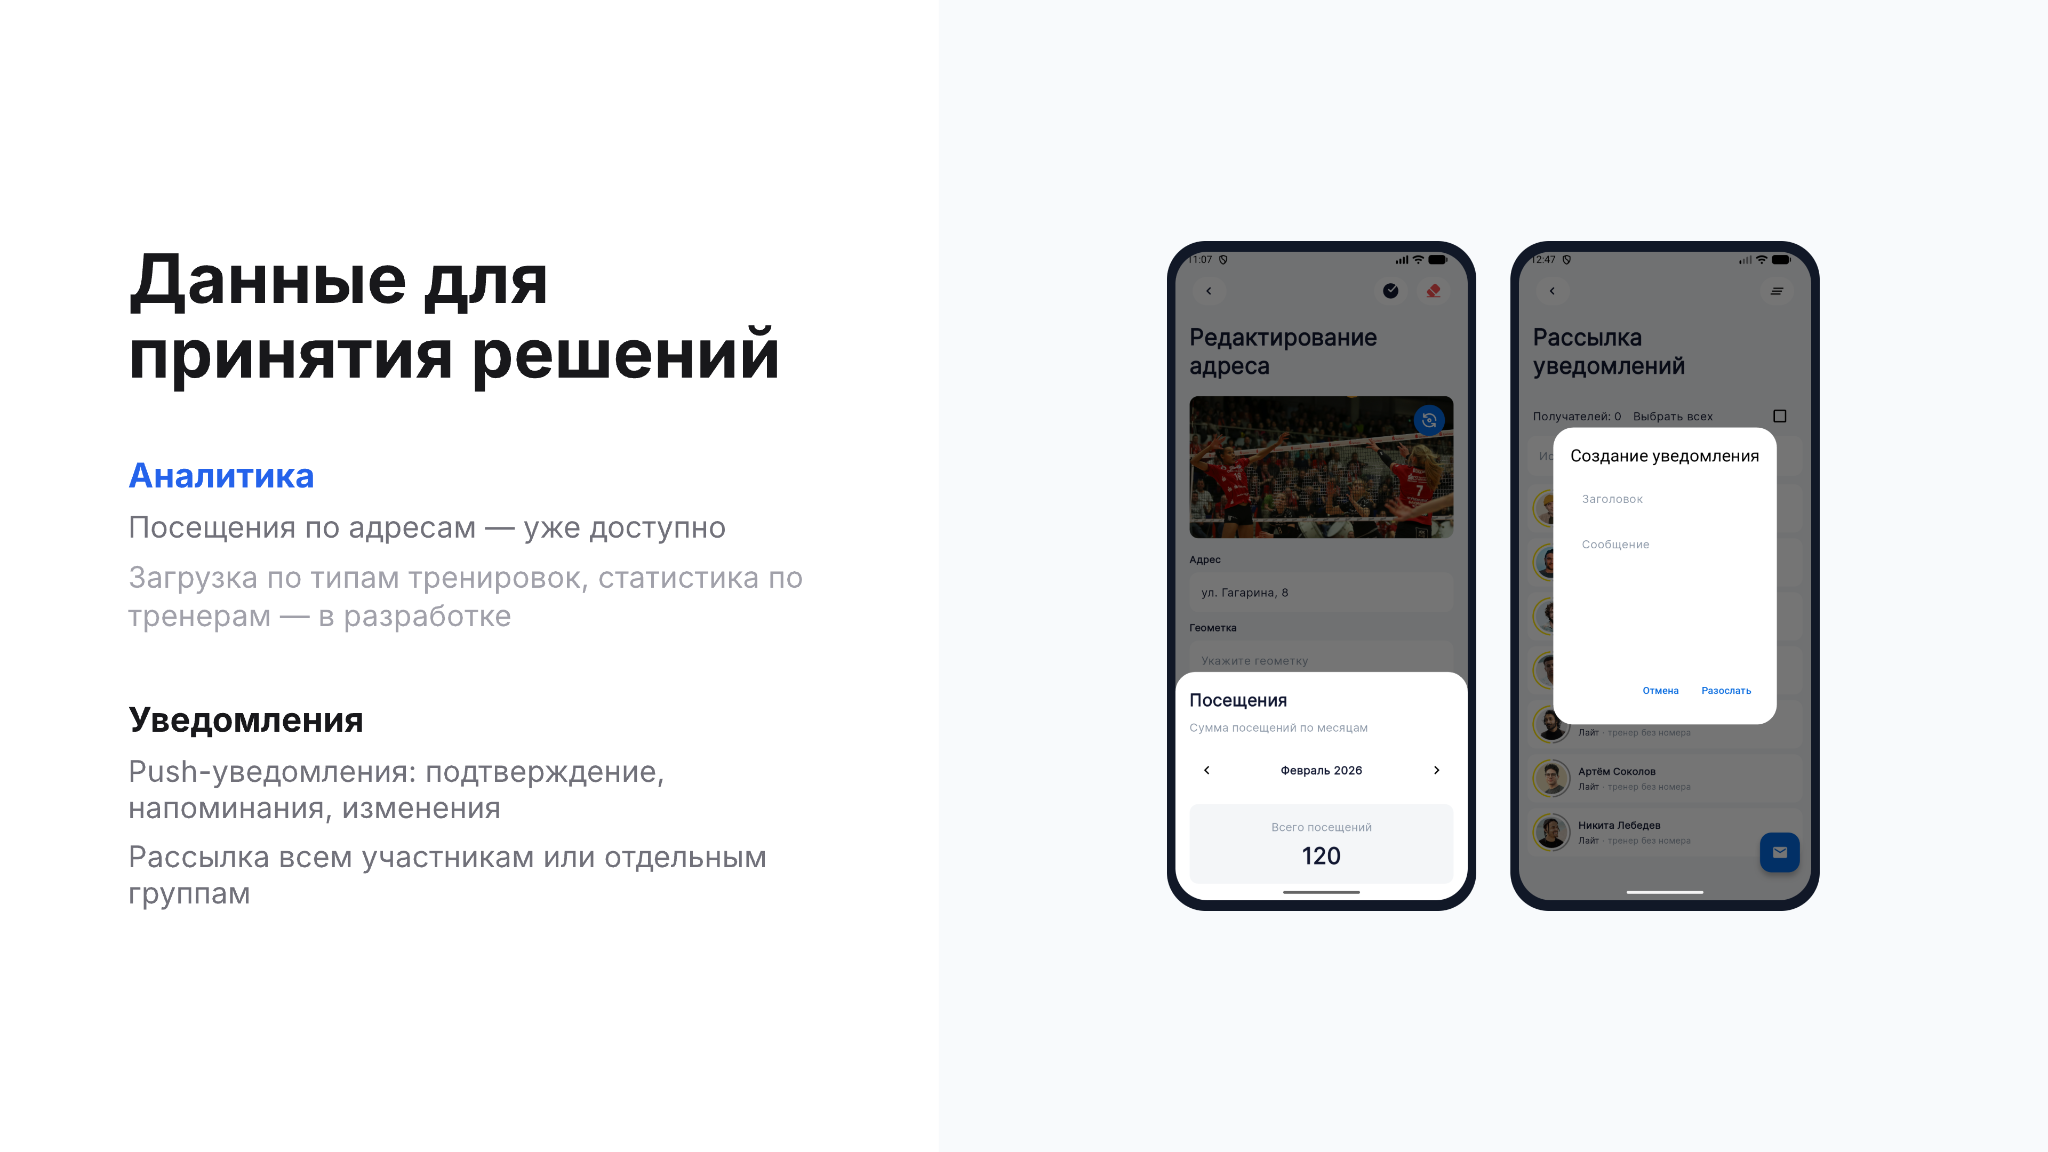 Данные для
принятия решений
Аналитика
Посещения по адресам — уже доступно
Загрузка по типам тренировок, статистика по
тренерам — в разработке
Уведомления
Push-уведомления: подтверждение,
напоминания, изменения
Рассылка всем участникам или отдельным
группам
11:07
Редактирование
адреса
Адрес
ул. Гагарина, 8
Геометка
Укажите геометку
Посещения
Сумма посещений по месяцам
Февраль 2026
Всего посещений
120
12:47
Рассылка
уведомлений
Получателей: 0 Выбрать всех
Создание уведомления
Заголовок
Сообщение
Отмена Разослать
Лайт · тренер без номера
Артём Соколов
Лайт · тренер без номера
Никита Лебедев
Лайт · тренер без номера